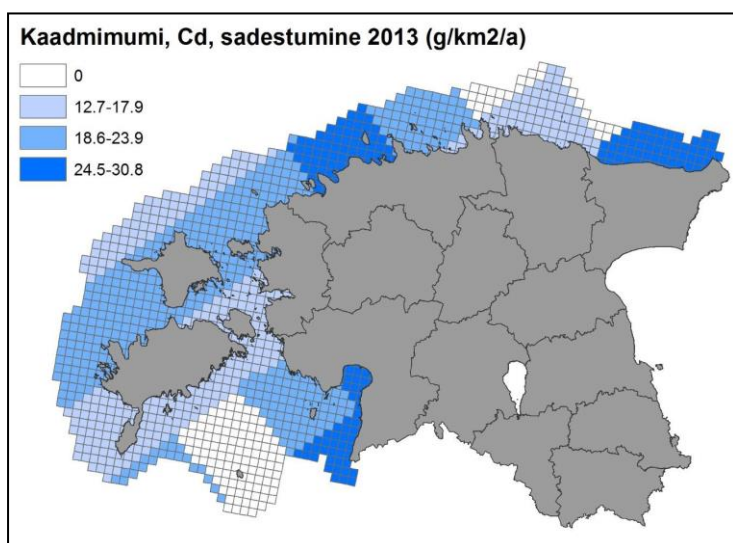 Kaadmimumi, Cd, sadestumine 2013 (g/km2/a)
0
12.7-17.9
18.6-23.9
24.5-30.8